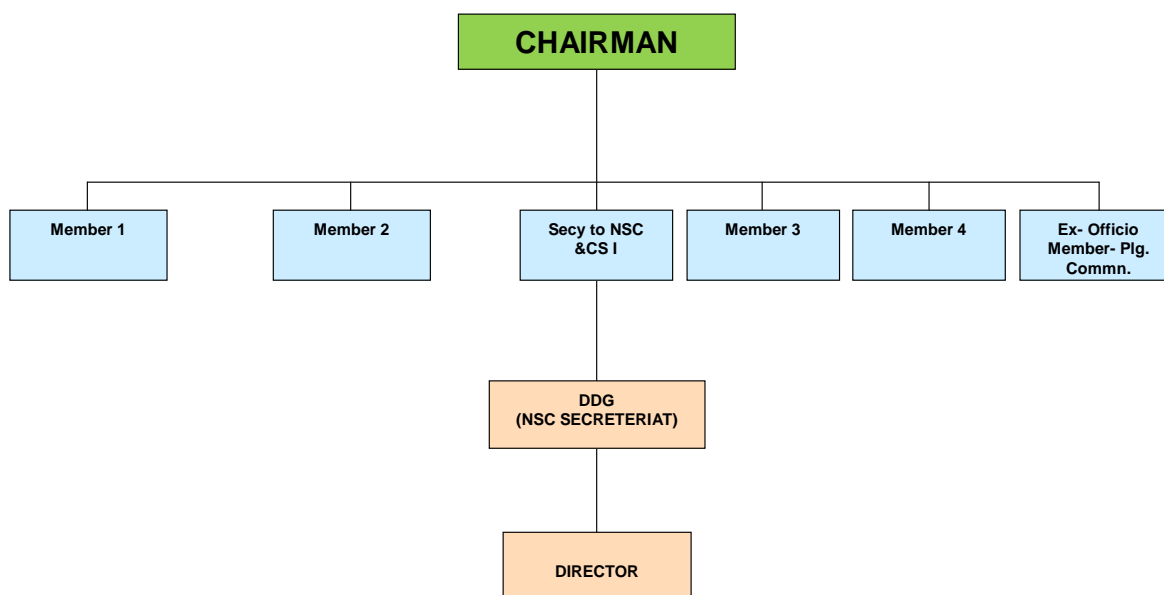 CHAIRMAN
Member 1
Member 2
Secy to NSC
&CS I
Member 3
Member 4
Ex- Officio
Member- Plg.
Commn.
DDG
(NSC SECRETERIAT)
DIRECTOR